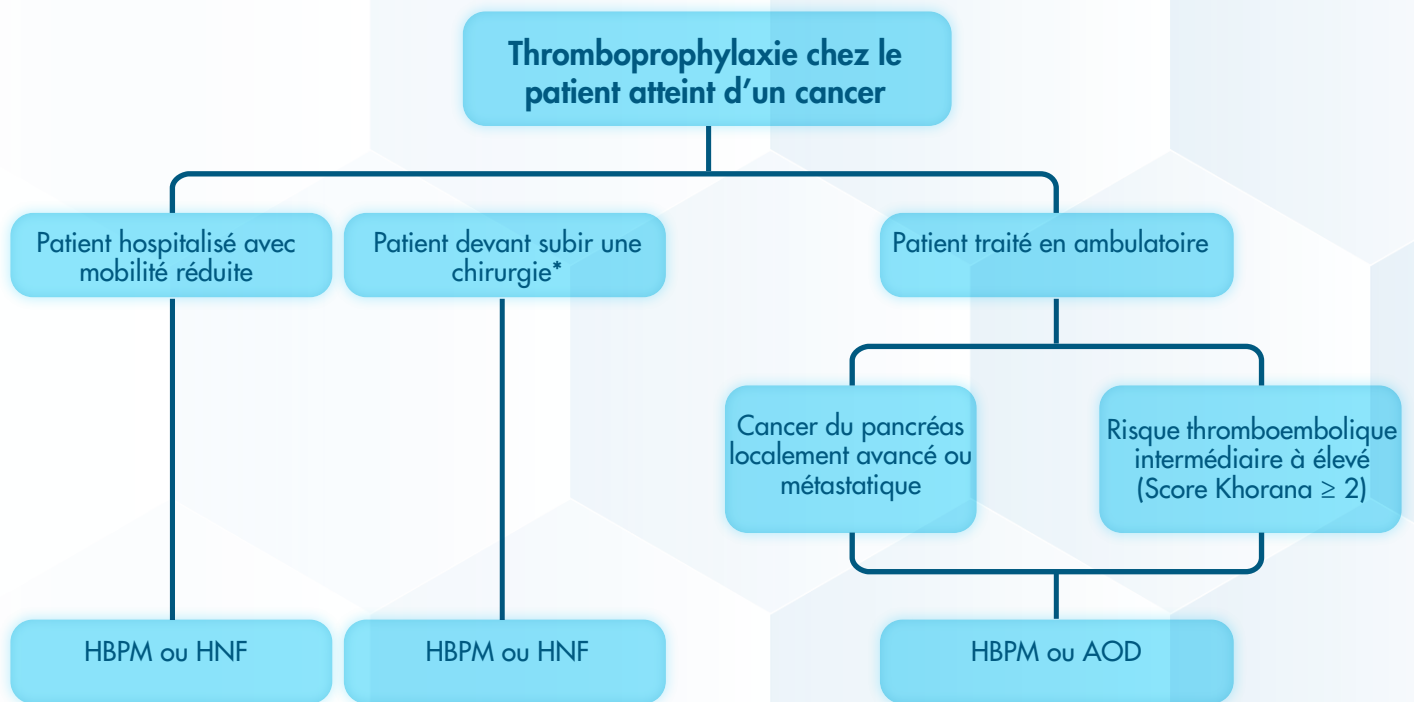 Thromboprophylaxie chez le
patient atteint d’un cancer
Patient hospitalisé avec
mobilité réduite
Patient devant subir une
chirurgie*
Patient traité en ambulatoire
Cancer du pancréas
localement avancé ou
métastatique
Risque thromboembolique
intermédiaire à élevé
(Score Khorana ≥ 2)
HBPM ou HNF
HBPM ou HNF
HBPM ou AOD